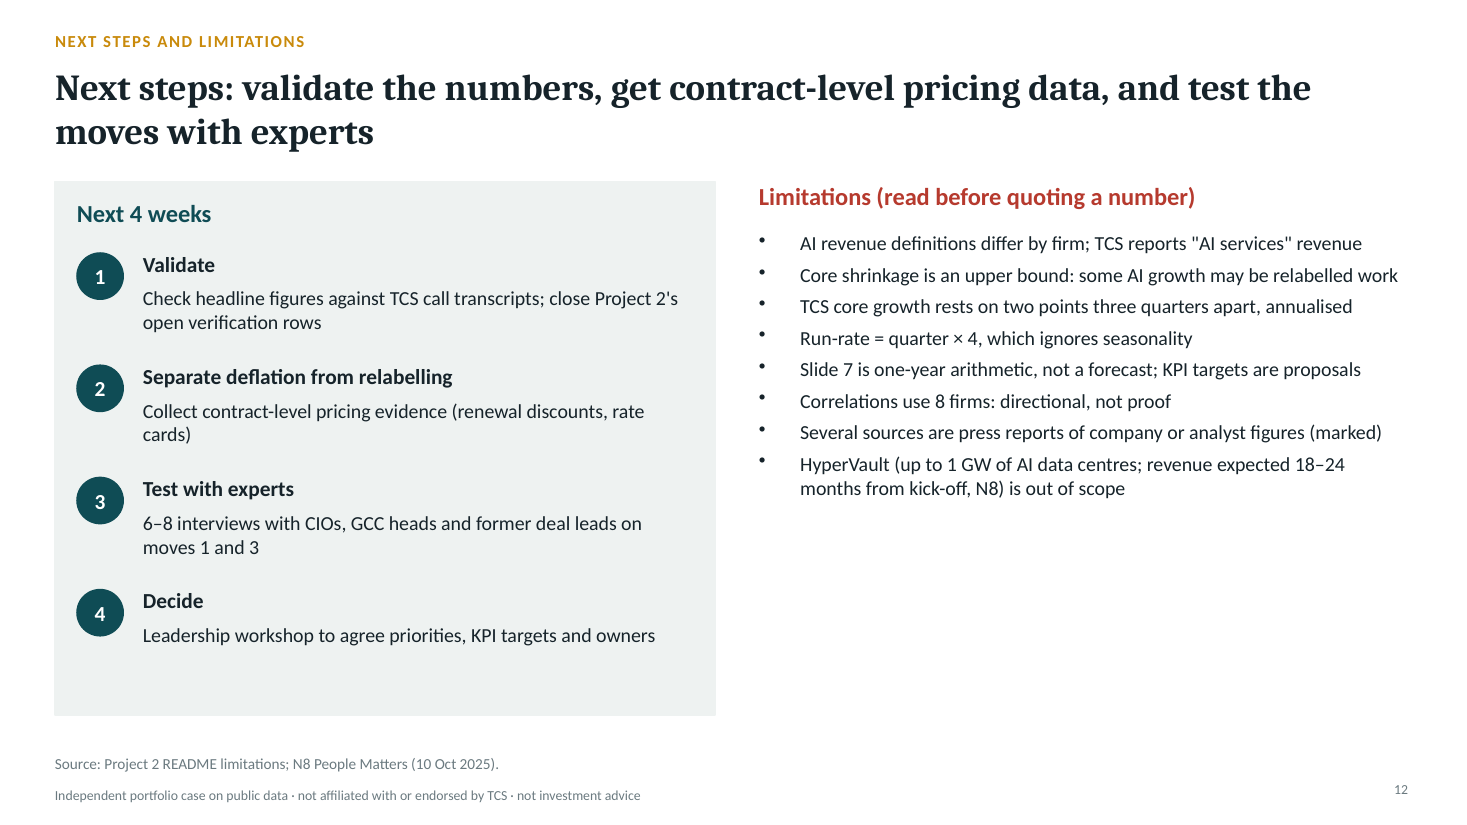 NEXT STEPS AND LIMITATIONS
Next steps: validate the numbers, get contract-level pricing data, and test the
moves with experts
Next 4 weeks
1
Validate
Check headline figures against TCS call transcripts; close Project 2's
open verification rows
2
Separate deflation from relabelling
Collect contract-level pricing evidence (renewal discounts, rate
cards)
3
Test with experts
6–8 interviews with CIOs, GCC heads and former deal leads on
moves 1 and 3
4
Decide
Leadership workshop to agree priorities, KPI targets and owners
Limitations (read before quoting a number)
• AI revenue definitions differ by firm; TCS reports "AI services" revenue
• Core shrinkage is an upper bound: some AI growth may be relabelled work
• TCS core growth rests on two points three quarters apart, annualised
• Run-rate = quarter × 4, which ignores seasonality
• Slide 7 is one-year arithmetic, not a forecast; KPI targets are proposals
• Correlations use 8 firms: directional, not proof
• Several sources are press reports of company or analyst figures (marked)
• HyperVault (up to 1 GW of AI data centres; revenue expected 18–24
months from kick-off, N8) is out of scope
Source: Project 2 README limitations; N8 People Matters (10 Oct 2025).
Independent portfolio case on public data · not affiliated with or endorsed by TCS · not investment advice
12